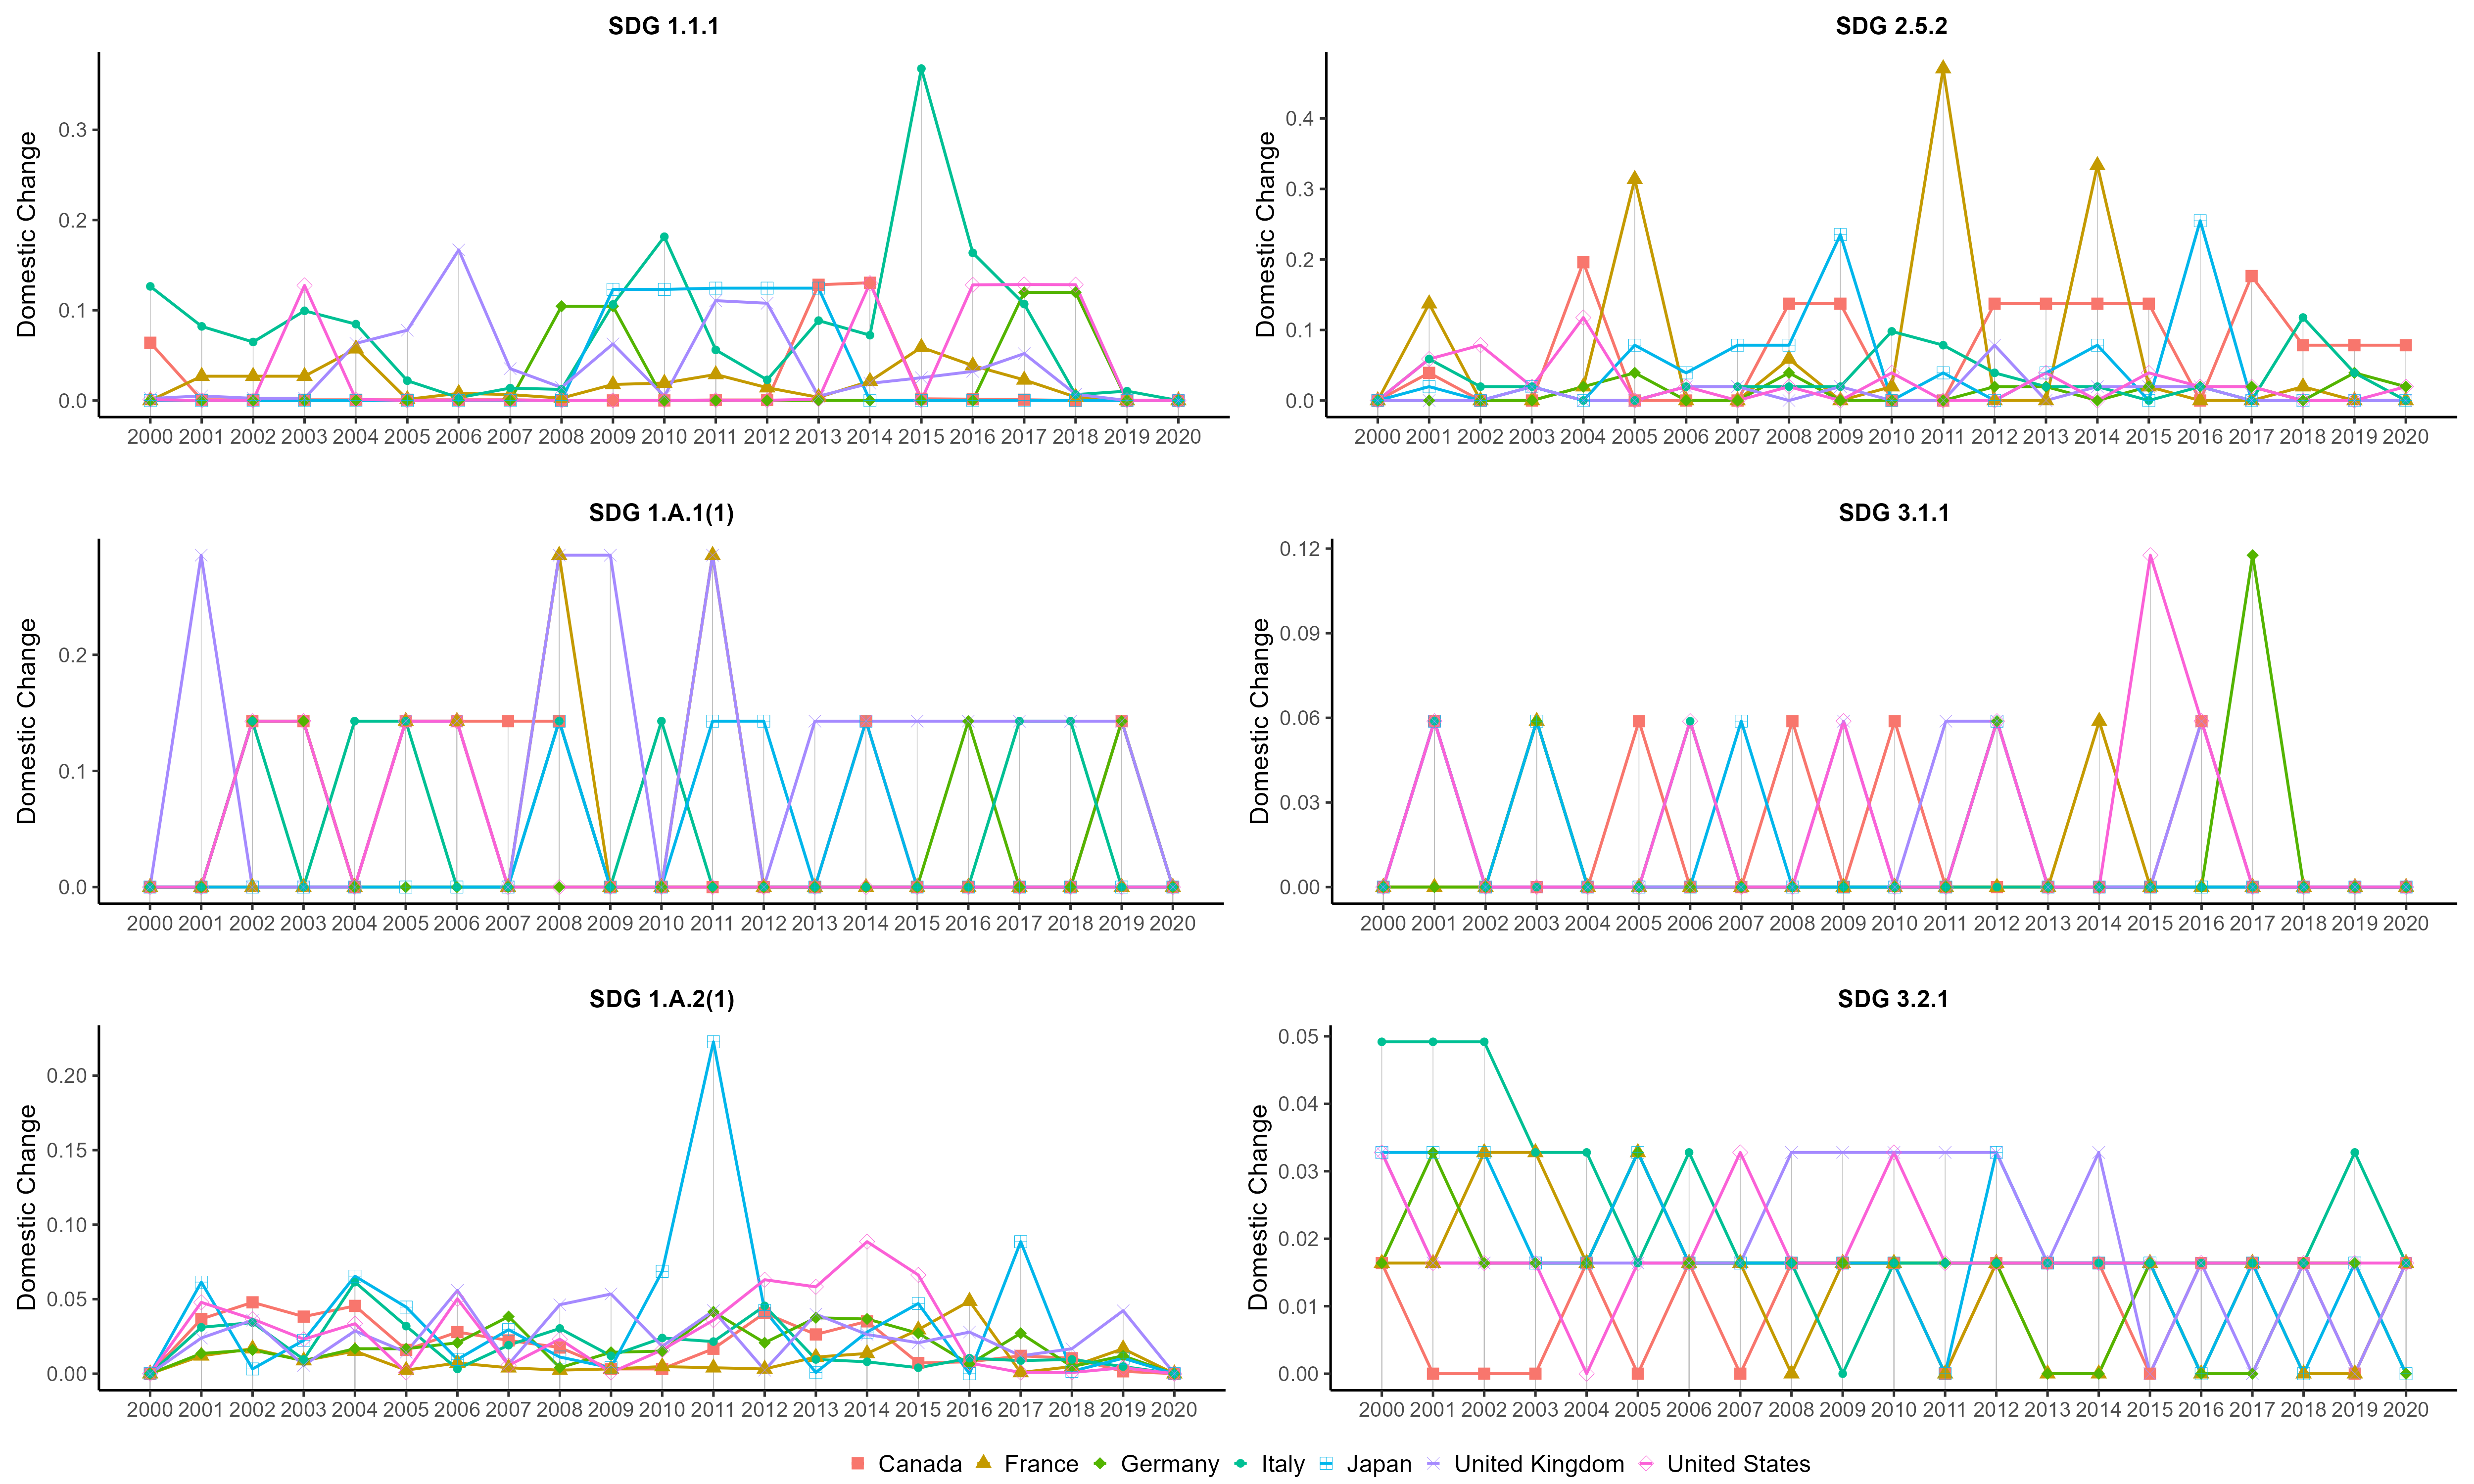 SDG 1.1.1
Domestic Change
0.3
0.2
0.1
0.0
2000 2001 2002 2003 2004 2005 2006 2007 2008 2009 2010 2011 2012 2013 2014 2015 2016 2017 2018 2019 2020
SDG 2.5.2
Domestic Change
0.4
0.3
0.2
0.1
0.0
2000 2001 2002 2003 2004 2005 2006 2007 2008 2009 2010 2011 2012 2013 2014 2015 2016 2017 2018 2019 2020
SDG 1.A.1(1)
Domestic Change
0.2
0.1
0.0
2000 2001 2002 2003 2004 2005 2006 2007 2008 2009 2010 2011 2012 2013 2014 2015 2016 2017 2018 2019 2020
SDG 3.1.1
Domestic Change
0.12
0.09
0.06
0.03
0.00
2000 2001 2002 2003 2004 2005 2006 2007 2008 2009 2010 2011 2012 2013 2014 2015 2016 2017 2018 2019 2020
SDG 1.A.2(1)
Domestic Change
0.20
0.15
0.10
0.05
0.00
2000 2001 2002 2003 2004 2005 2006 2007 2008 2009 2010 2011 2012 2013 2014 2015 2016 2017 2018 2019 2020
SDG 3.2.1
Domestic Change
0.05
0.04
0.03
0.02
0.01
0.00
2000 2001 2002 2003 2004 2005 2006 2007 2008 2009 2010 2011 2012 2013 2014 2015 2016 2017 2018 2019 2020
Canada France Germany Italy Japan United Kingdom United States